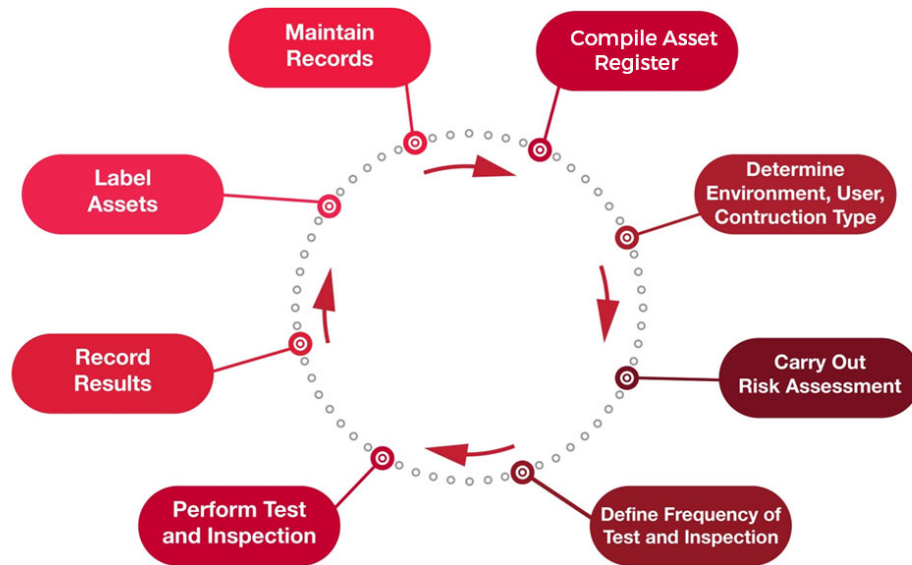 Maintain
Records
Compile Asset
Register
Label
Assets
Determine
Environment, User,
Contruction Type
Record
Results
Carry Out
Risk Assessment
Perform Test
and Inspection
Define Frequency of
Test and Inspection